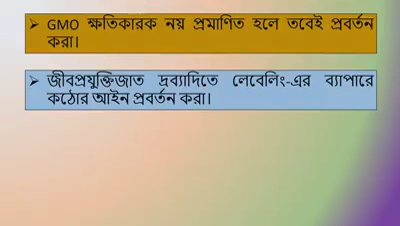 ➢ GMO ক্ষতিকারক নয় প্রমাণিত হলে তবেই প্রবর্তন
করা।
➢ জীবপ্রযুক্তিজাত দ্রব্যাদিতে লেবেলিং-এর ব্যাপারে
কঠোর আইন প্রবর্তন করা।